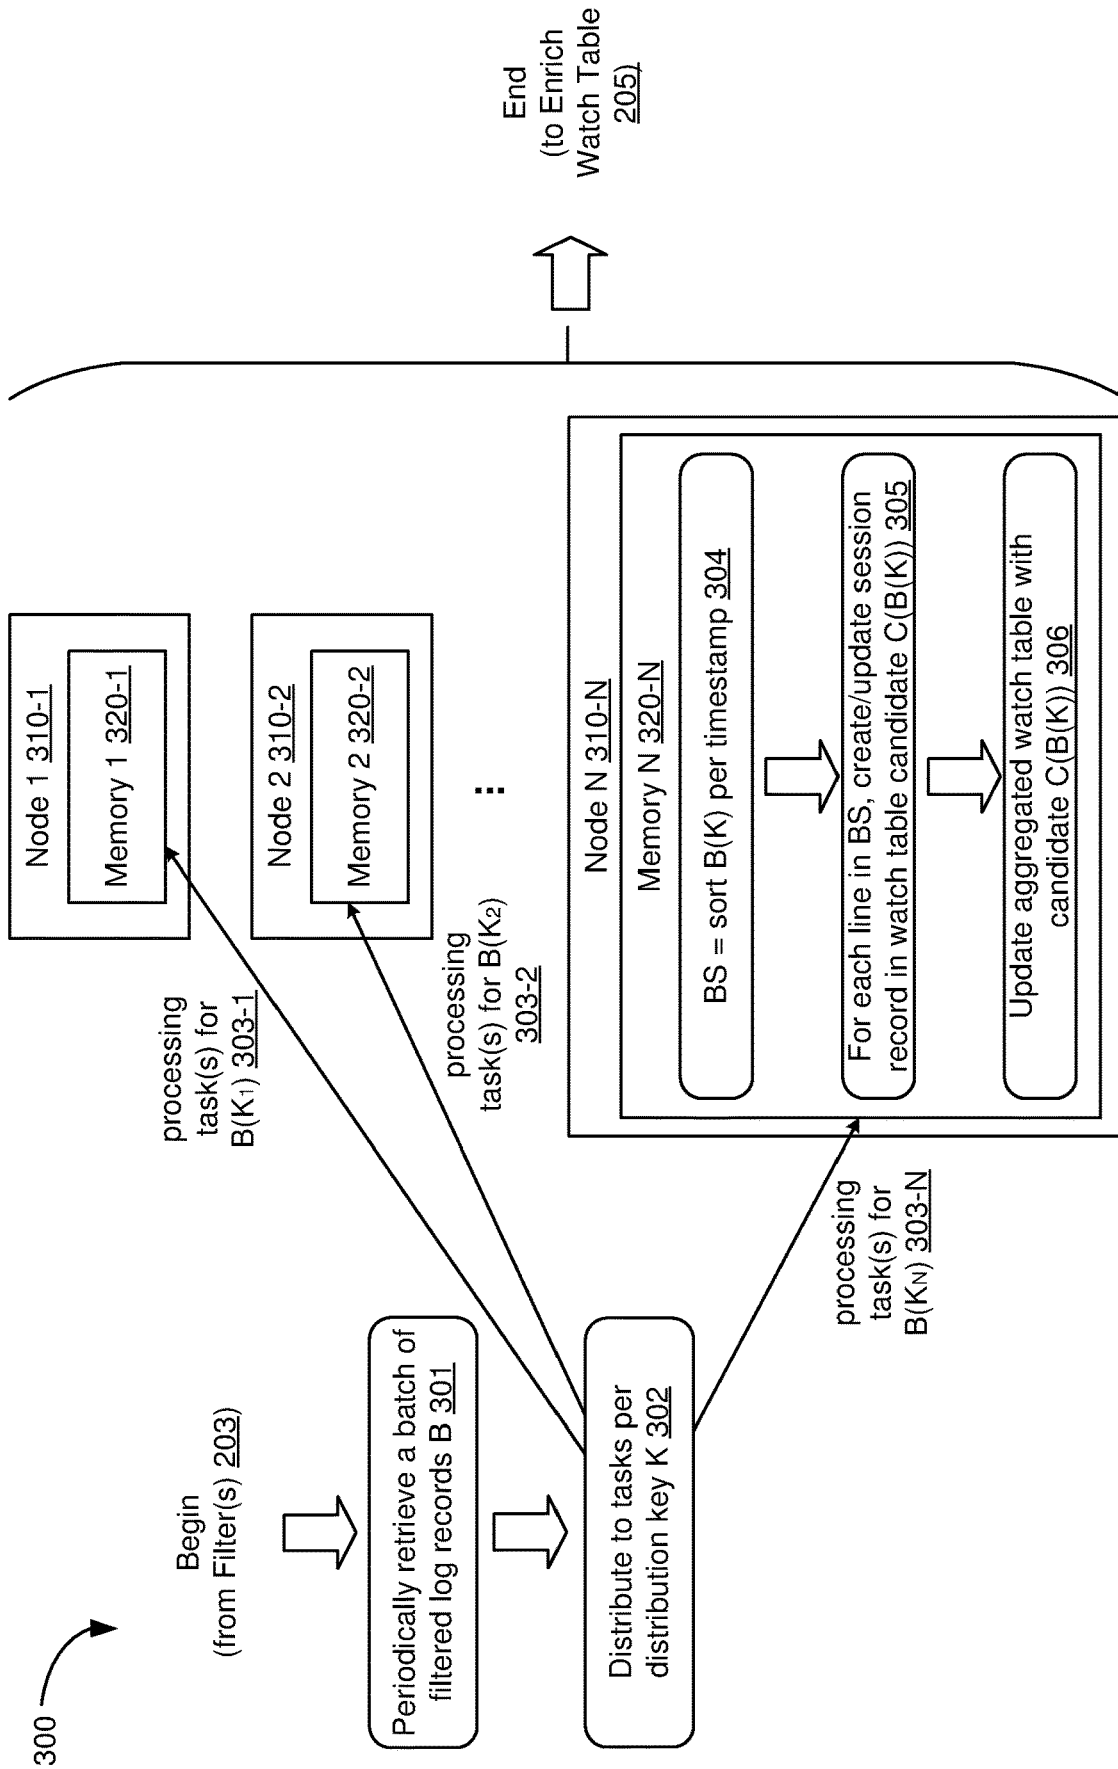 300
Begin
(from Filter(s) 203)
Periodically retrieve a batch of
filtered log records B 301
Distribute to tasks per
distribution key K 302
processing
task(s) for
B(K1) 303-1
processing
task(s) for B(K2)
303-2
processing
task(s) for
B(KN) 303-N
Node 1 310-1
Memory 1 320-1
Node 2 310-2
Memory 2 320-2
...
Node N 310-N
Memory N 320-N
BS = sort B(K) per timestamp 304
For each line in BS, create/update session
record in watch table candidate C(B(K)) 305
Update aggregated watch table with
candidate C(B(K)) 306
End
(to Enrich
Watch Table
205)